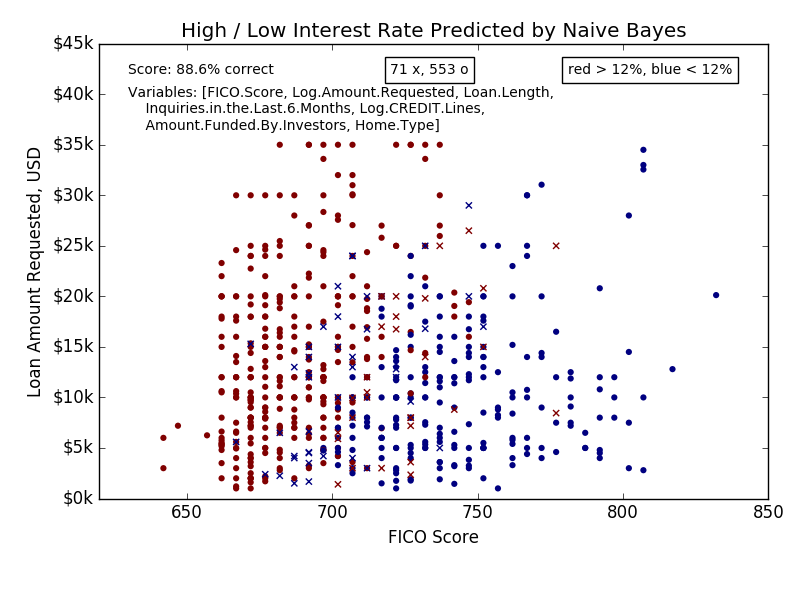 High / Low Interest Rate Predicted by Naive Bayes
$45k
Score: 88.6% correct
71 x, 553 o
red > 12%, blue < 12%
$40k
Variables: [FICO.Score, Log.Amount.Requested, Loan.Length,
Inquiries.in.the.Last.6.Months, Log.CREDIT.Lines,
Amount.Funded.By.Investors, Home.Type]
$35k
$30k
$25k
$20k
$15k
$10k
$5k
$0k
Loan Amount Requested, USD
650
700
750
800
850
FICO Score